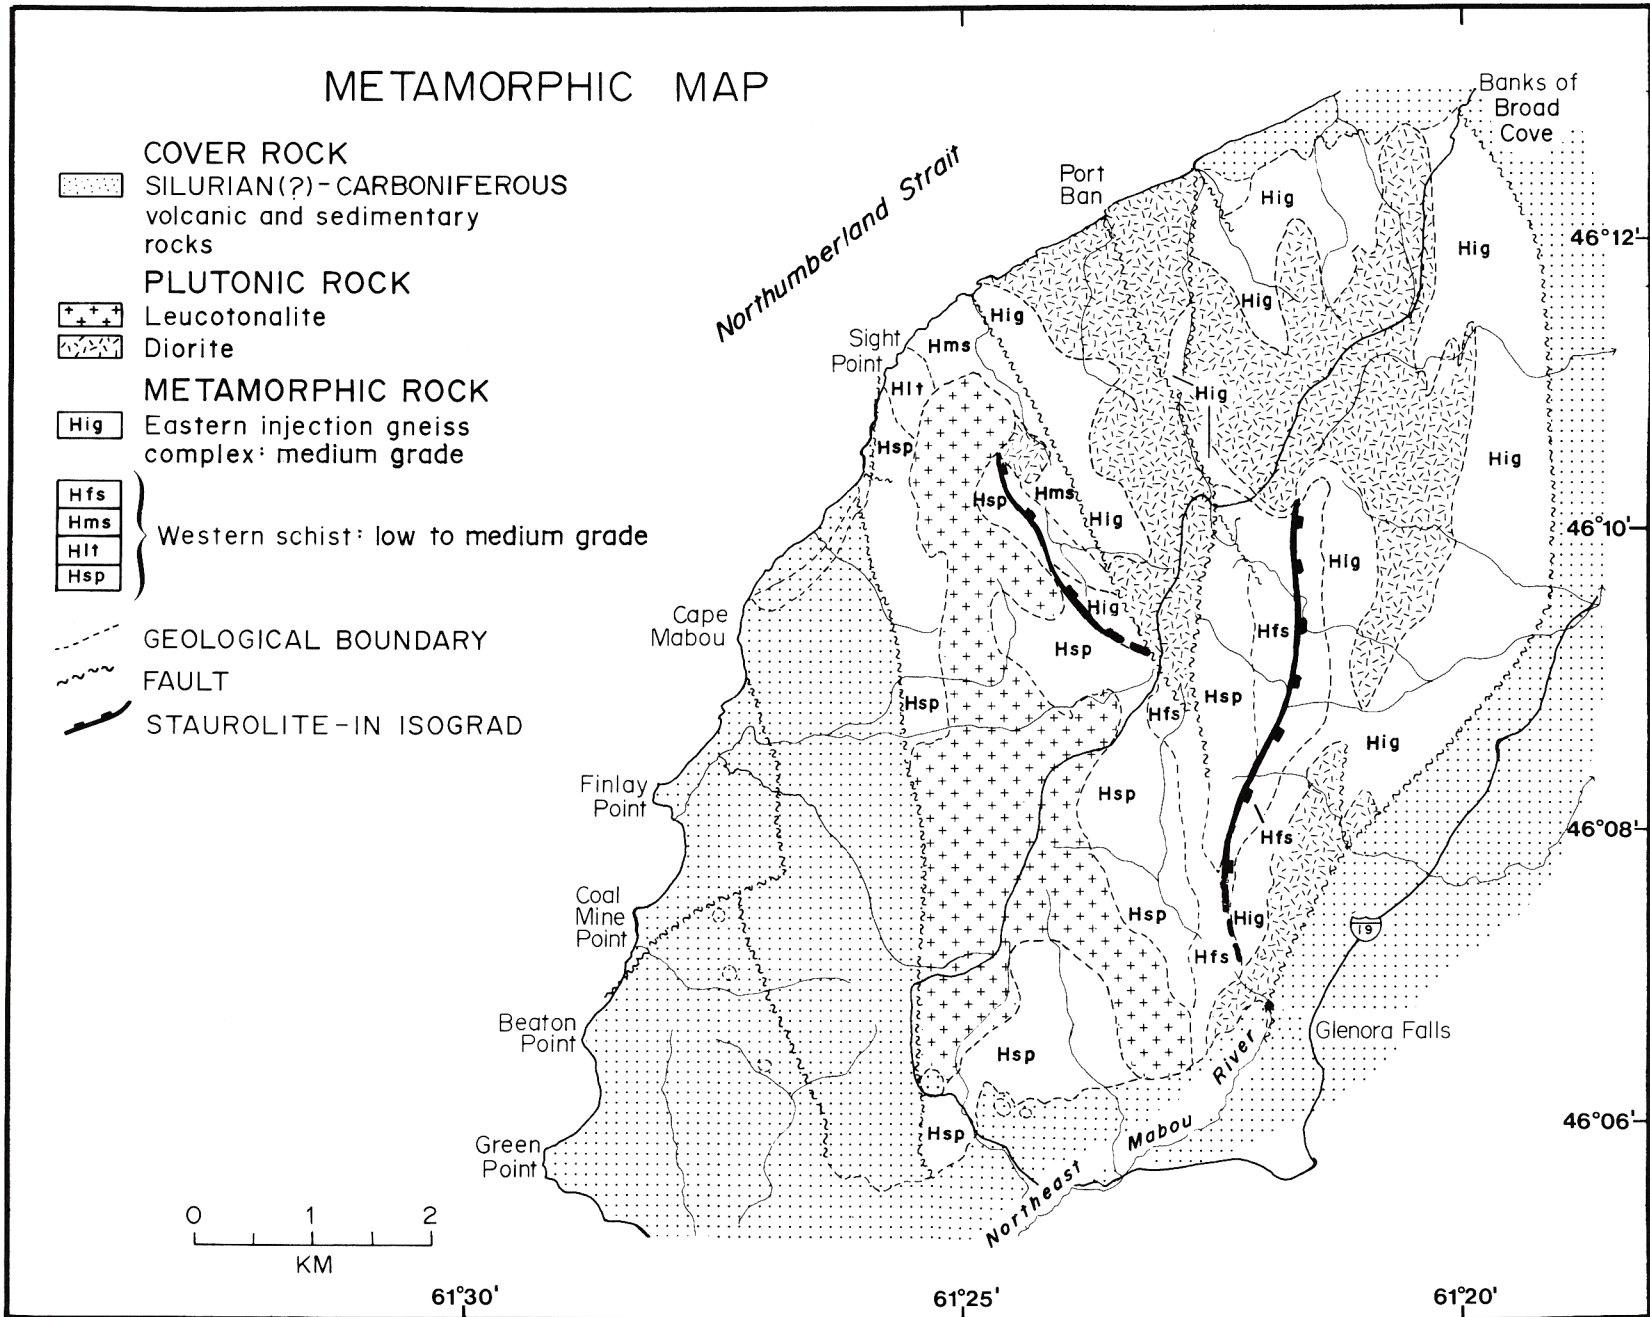 METAMORPHIC MAP
COVER ROCK
SILURIAN(?)-CARBONIFEROUS
volcanic and sedimentary
rocks
PLUTONIC ROCK
Leucotonalite
Diorite
METAMORPHIC ROCK
Hig
Eastern injection gneiss
complex: medium grade
Hfs
Hms
Hlt
Hsp
Western schist: low to medium grade
GEOLOGICAL BOUNDARY
FAULT
STAUROLITE-IN ISOGRAD
0 1 2
KM
Northumberland Strait
Banks of
Broad
Cove
Port
Ban
Sight
Point
Cape
Mabou
Finlay
Point
Coal
Mine
Point
Beaton
Point
Green
Point
Hig
Hig
Hig
Hig
Hms
Hlt
Hig
Hsp
Hig
Hsp
Hms
Hig
Hig
Hig
Hfs
Hsp
Hsp
Hsp
Hfs
Hig
Hsp
Hfs
Hsp
Hig
Hfs
Hsp
Hsp
19
Glenora Falls
Northeast Mabou River
46°12'
46°10'
46°08'
46°06'
61°30'
61°25'
61°20'